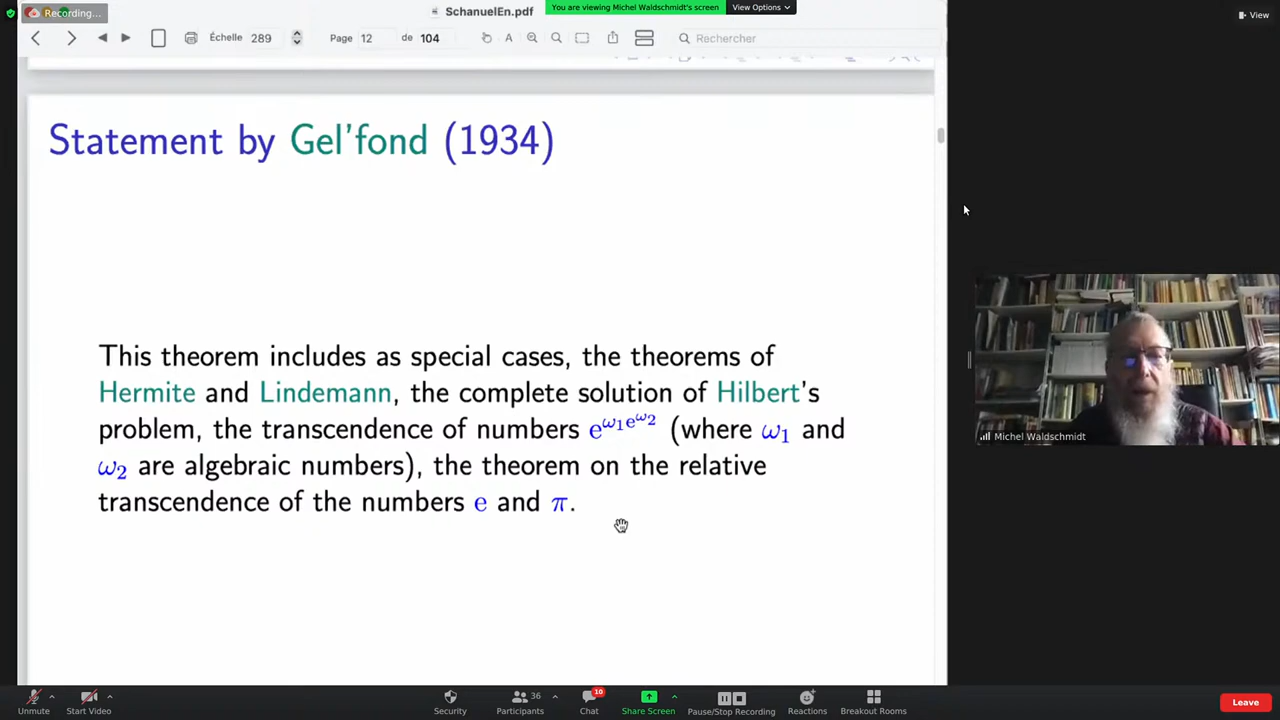 Recording...
SchanuelEn.pdf
You are viewing Michel Waldschmidt's screen
View Options
View
Échelle 289
Page 12 de 104
A
Rechercher
Statement by Gel'fond (1934)
This theorem includes as special cases, the theorems of
Hermite and Lindemann, the complete solution of Hilbert's
problem, the transcendence of numbers e^{ω₁e^{ω₂}} (where ω₁ and
ω₂ are algebraic numbers), the theorem on the relative
transcendence of the numbers e and π.
Michel Waldschmidt
Unmute
Start Video
Security
36
Participants
10
Chat
Share Screen
Pause/Stop Recording
Reactions
Breakout Rooms
Leave